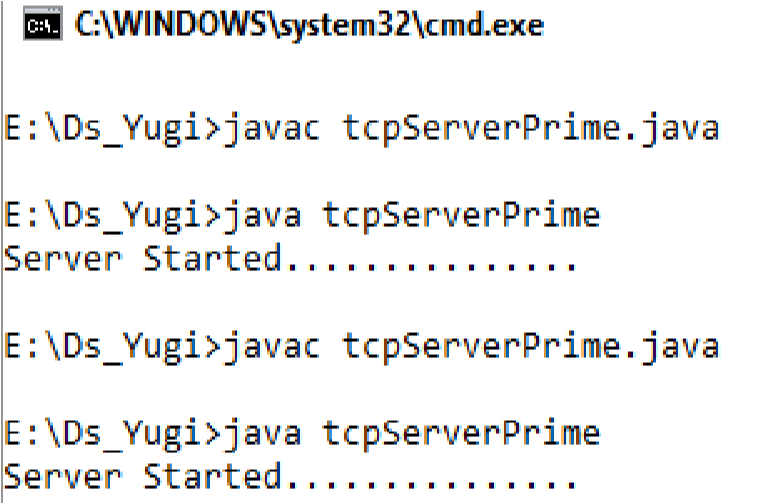 C:\WINDOWS\system32\cmd.exe
E:\Ds_Yugi>javac tcpServerPrime.java
E:\Ds_Yugi>java tcpServerPrime
Server Started...............
E:\Ds_Yugi>javac tcpServerPrime.java
E:\Ds_Yugi>java tcpServerPrime
Server Started...............